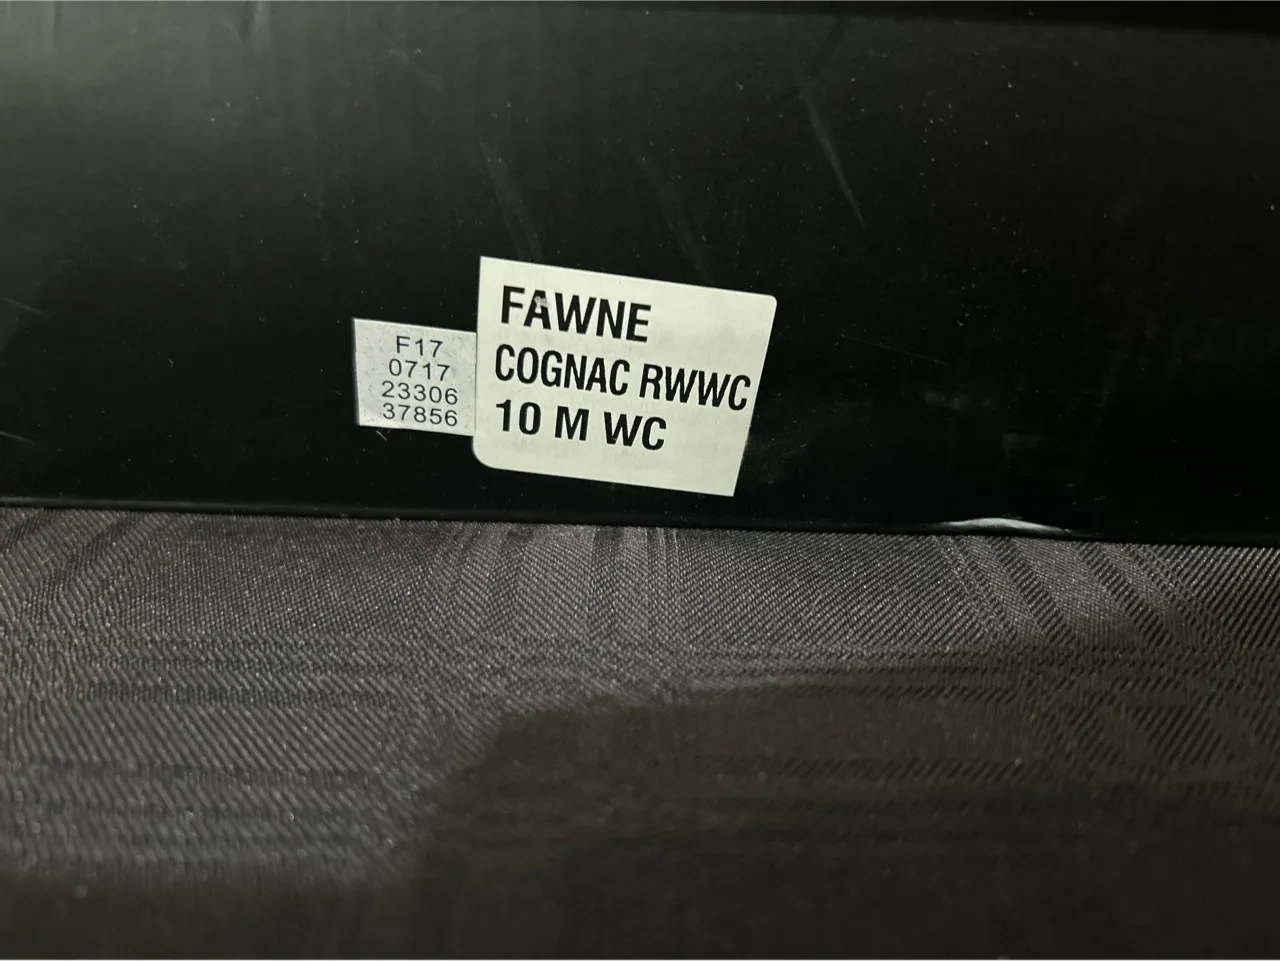 F17
0717
23306
37856
FAWNE
COGNAC RWWC
10 M WC